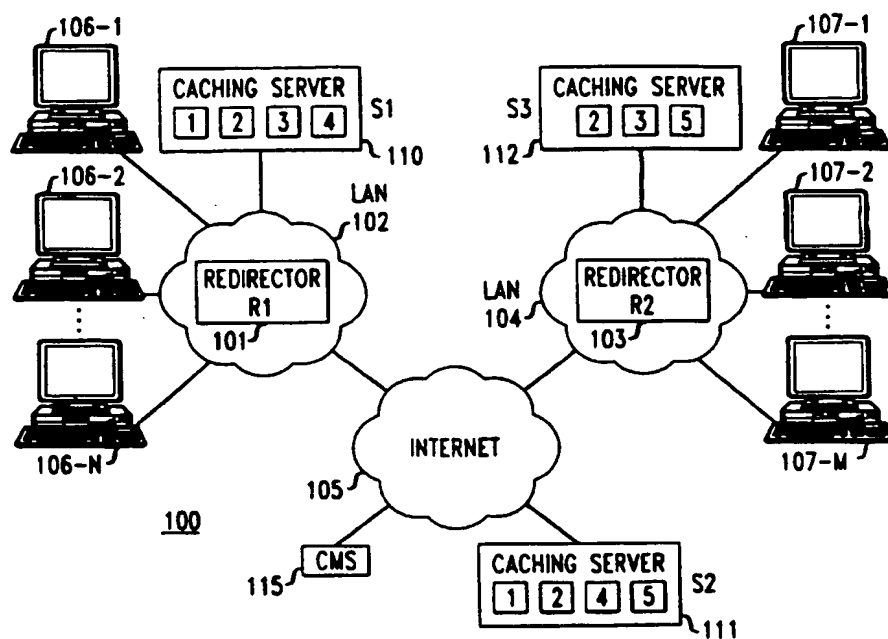 106-1
CACHING SERVER
1 2 3 4
S1
110
106-2
LAN
102
REDIRECTOR
R1
101
106-N
107-1
S3
CACHING SERVER
2 3 5
112
107-2
LAN
104
REDIRECTOR
R2
103
107-M
INTERNET
105
100
CMS
115
CACHING SERVER
1 2 4 5
S2
111